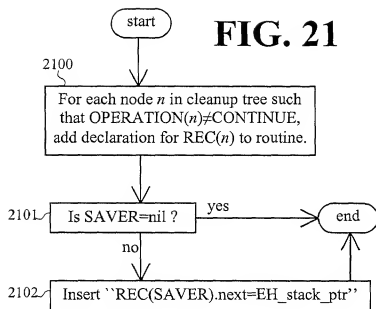 start
FIG. 21
2100
For each node n in cleanup tree such
that OPERATION(n)≠CONTINUE,
add declaration for REC(n) to routine.
2101
Is SAVER=nil ?
yes
end
no
2102
Insert ``REC(SAVER).next=EH_stack_ptr''